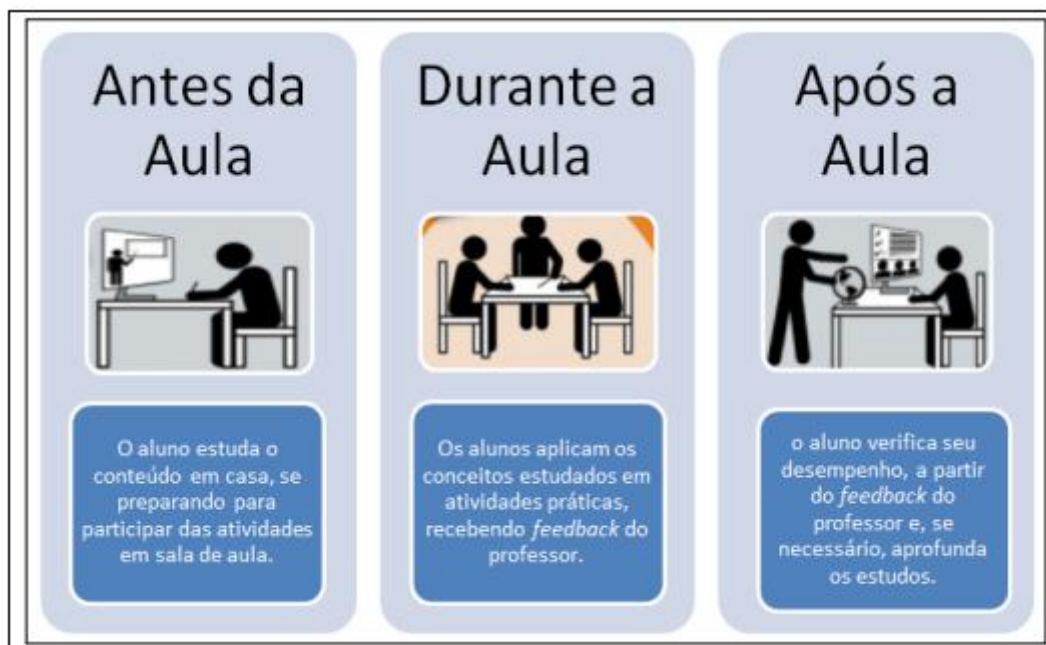 Antes da
Aula
O aluno estuda o
conteúdo em casa, se
preparando para
participar das atividades
em sala de aula.
Durante a
Aula
Os alunos aplicam os
conceitos estudados em
atividades práticas,
recebendo feedback do
professor.
Após a
Aula
o aluno verifica seu
desempenho, a partir
do feedback do
professor e, se
necessário, aprofunda
os estudos.